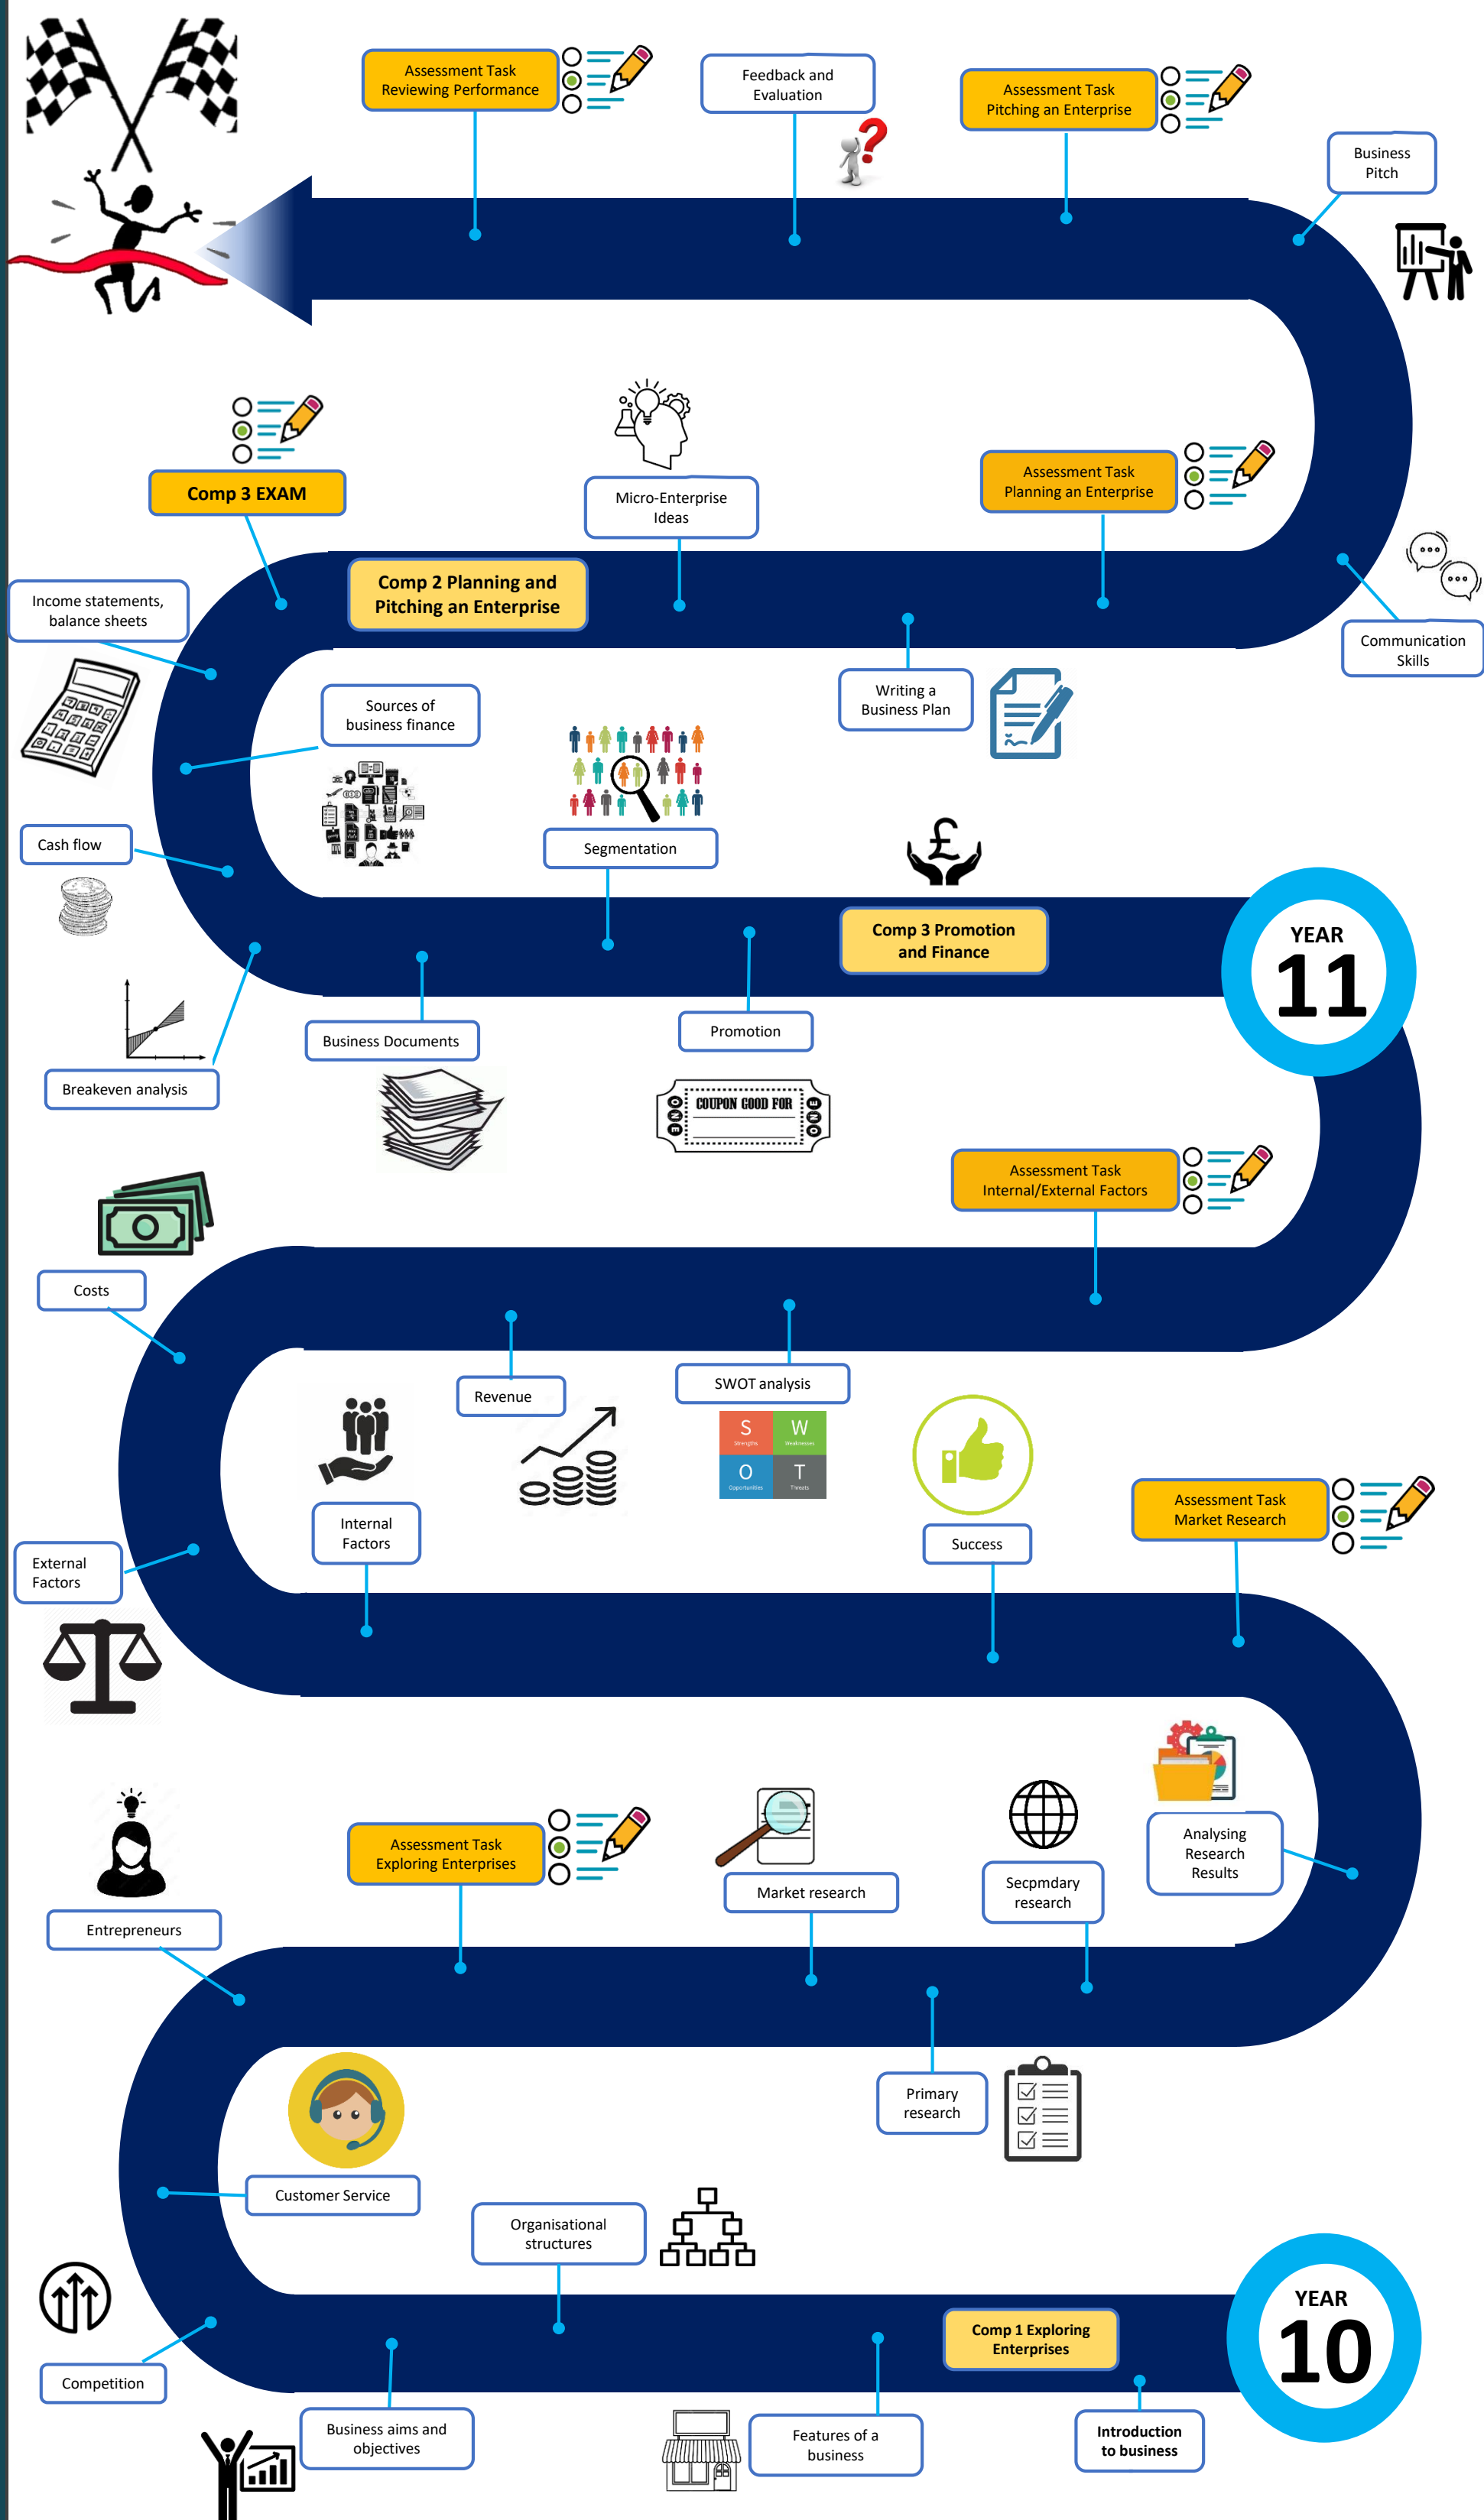 Assessment Task
Reviewing Performance
Feedback and
Evaluation
Assessment Task
Pitching an Enterprise
Business
Pitch
Comp 3 EXAM
Micro-Enterprise
Ideas
Assessment Task
Planning an Enterprise
Comp 2 Planning and
Pitching an Enterprise
Income statements,
balance sheets
Communication
Skills
Writing a
Business Plan
Sources of
business finance
Cash flow
Segmentation
£
Comp 3 Promotion
and Finance
YEAR
11
Business Documents
Promotion
Breakeven analysis
COUPON GOOD FOR
ONE
ONE
Assessment Task
Internal/External Factors
Costs
Revenue
SWOT analysis
S
Strengths
W
Weaknesses
O
Opportunities
T
Threats
Internal
Factors
Success
Assessment Task
Market Research
External
Factors
Assessment Task
Exploring Enterprises
Market research
Secpmdary
research
Analysing
Research
Results
Entrepreneurs
Primary
research
Customer Service
Organisational
structures
Comp 1 Exploring
Enterprises
YEAR
10
Competition
Business aims and
objectives
Features of a
business
Introduction
to business